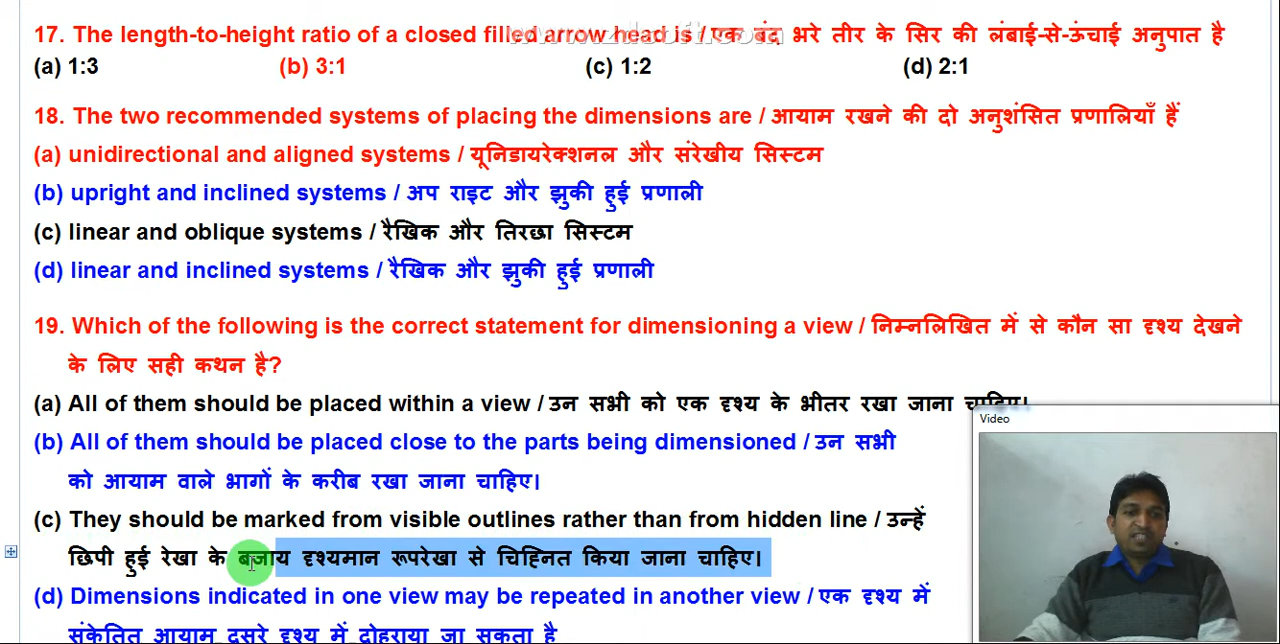 17. The length-to-height ratio of a closed filled arrow head is / एक बंद भरे तीर के सिर की लंबाई-से-ऊंचाई अनुपात है
(a) 1:3 (b) 3:1 (c) 1:2 (d) 2:1
18. The two recommended systems of placing the dimensions are / आयाम रखने की दो अनुशंसित प्रणालियाँ हैं
(a) unidirectional and aligned systems / यूनिडायरेक्शनल और संरेखीय सिस्टम
(b) upright and inclined systems / अप राइट और झुकी हुई प्रणाली
(c) linear and oblique systems / रैखिक और तिरछा सिस्टम
(d) linear and inclined systems / रैखिक और झुकी हुई प्रणाली
19. Which of the following is the correct statement for dimensioning a view / निम्नलिखित में से कौन सा दृश्य देखने
के लिए सही कथन है?
(a) All of them should be placed within a view / उन सभी को एक दृश्य के भीतर रखा जाना चाहिए।
Video
(b) All of them should be placed close to the parts being dimensioned / उन सभी
को आयाम वाले भागों के करीब रखा जाना चाहिए।
(c) They should be marked from visible outlines rather than from hidden line / उन्हें
छिपी हुई रेखा के बजाय दृश्यमान रूपरेखा से चिह्नित किया जाना चाहिए।
(d) Dimensions indicated in one view may be repeated in another view / एक दृश्य में
संकेतित आयाम दूसरे दृश्य में दोहराया जा सकता है